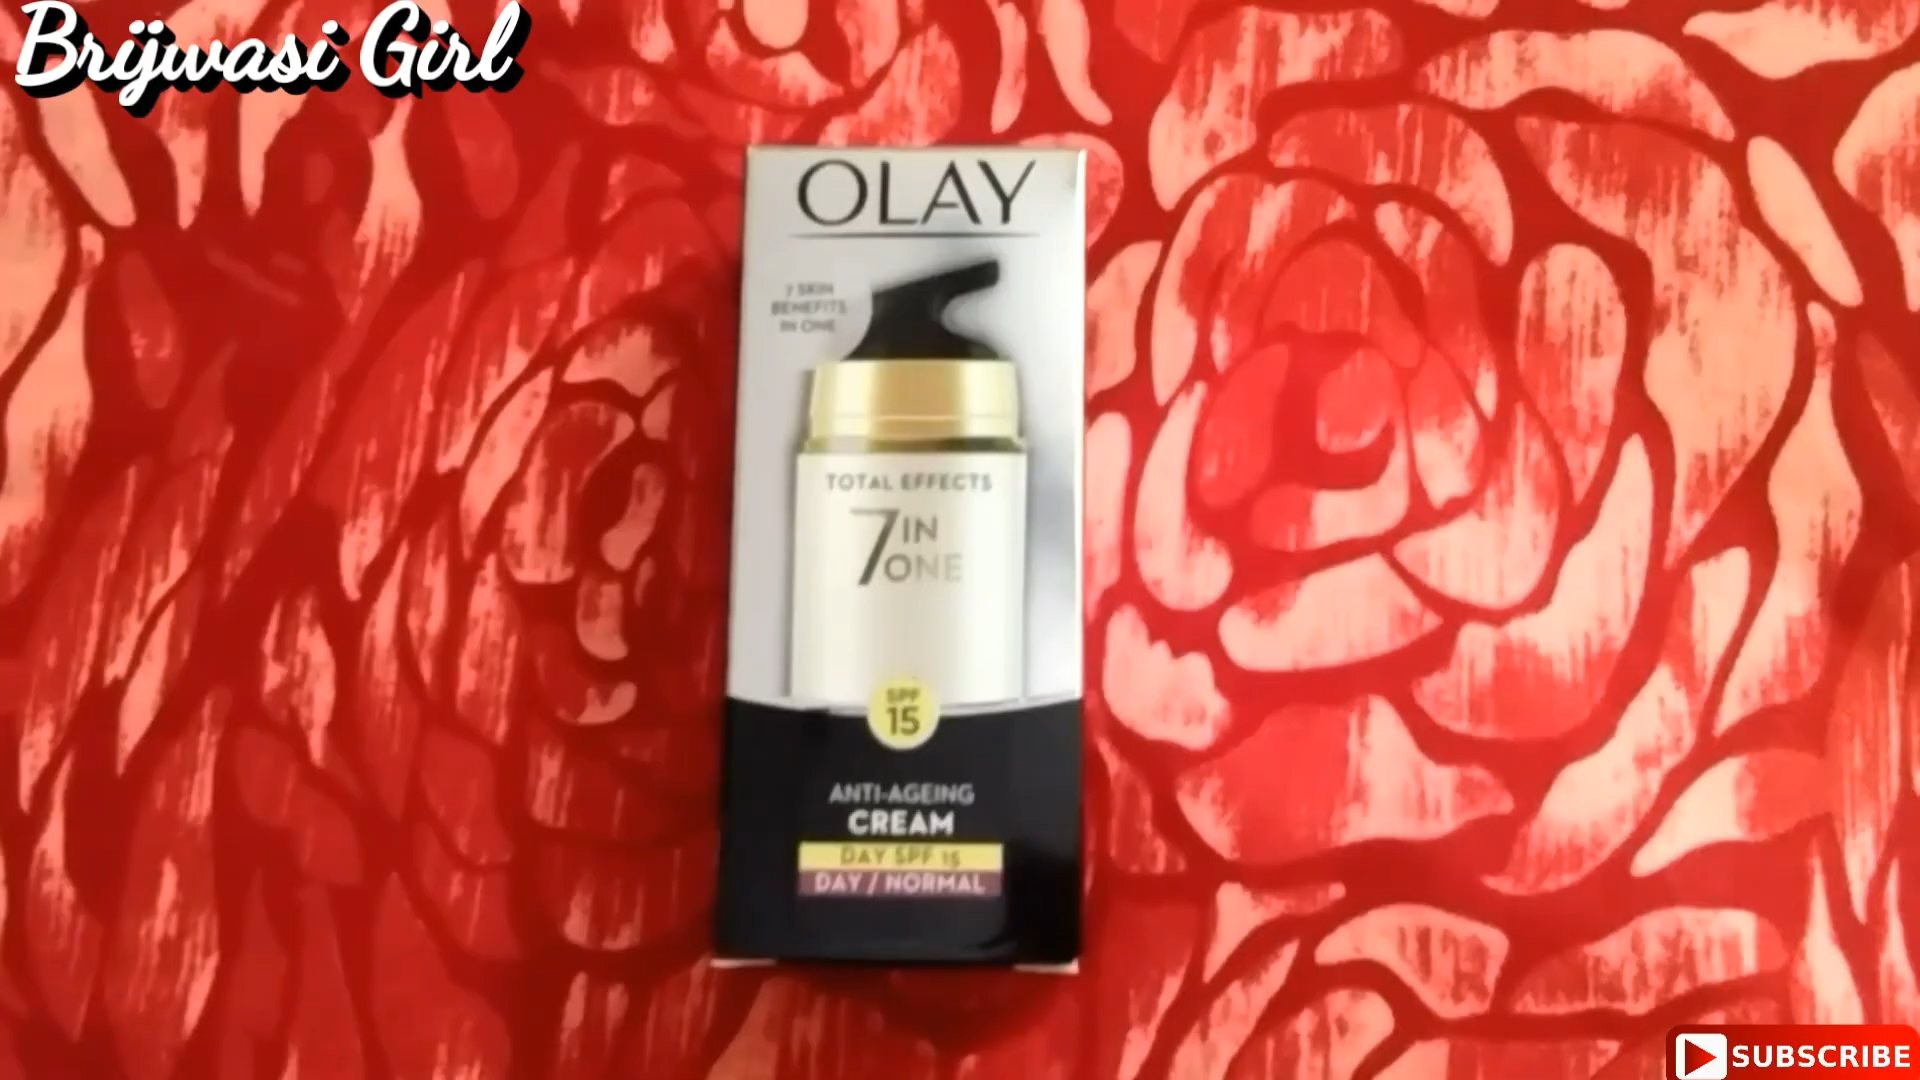 Brijwasi Girl
OLAY
7 SKIN
BENEFITS
IN ONE
TOTAL EFFECTS
7 IN
ONE
SPF
15
ANTI-AGEING
CREAM
DAY SPF 15
DAY / NORMAL
SUBSCRIBE